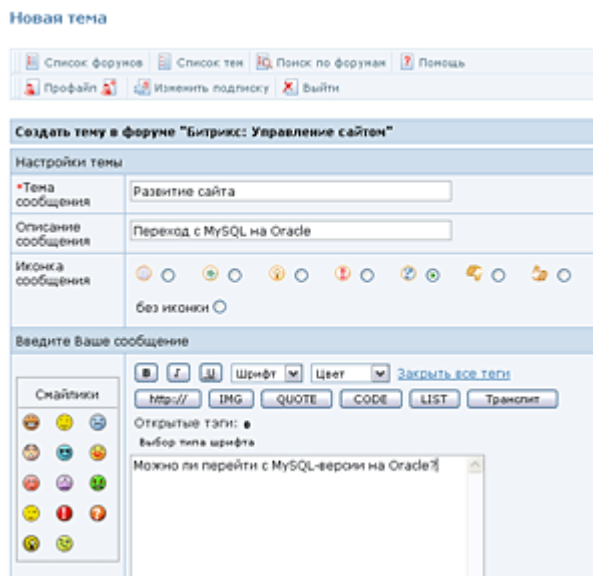 Новая тема
Список форумов Список тем Поиск по форумам Помощь
Профайл Изменить подписку Выйти
Создать тему в форуме "Битрикс: Управление сайтом"
Настройки темы
*Тема сообщения Развитие сайта
Описание сообщения Переход с MySQL на Oracle
Иконка сообщения
без иконки
Введите Ваше сообщение
B I U Шрифт Цвет Закрыть все теги
Смайлики
http:// IMG QUOTE CODE LIST Транслит
Открытые тэги:
Выбор типа шрифта
Можно ли перейти с MySQL-версии на Oracle?